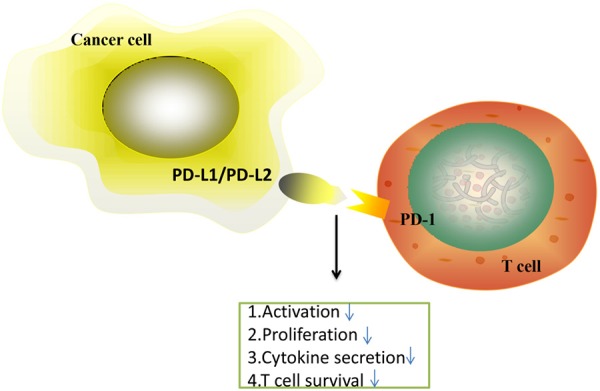 Cancer cell
PD-L1/PD-L2
PD-1
T cell
1.Activation ↓
2.Proliferation ↓
3.Cytokine secretion↓
4.T cell survival ↓